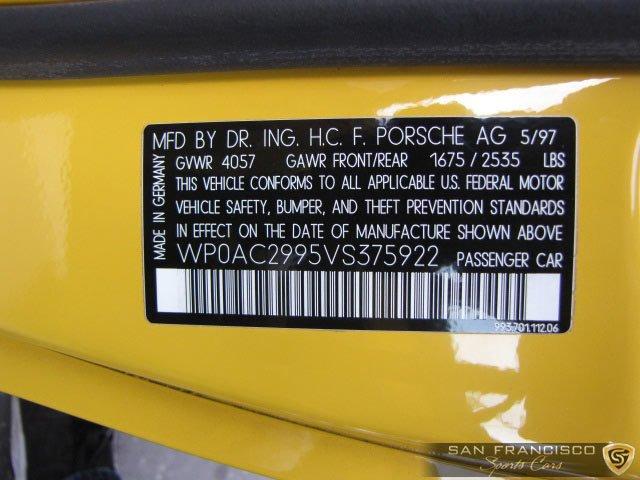 MADE IN GERMANY
MFD BY DR. ING. H.C. F. PORSCHE AG 5/97
GVWR 4057 GAWR FRONT/REAR 1675 / 2535 LBS
THIS VEHICLE CONFORMS TO ALL APPLICABLE U.S. FEDERAL MOTOR
VEHICLE SAFETY, BUMPER, AND THEFT PREVENTION STANDARDS
IN EFFECT ON THE DATE OF MANUFACTURE SHOWN ABOVE.
WP0AC2995VS375922 PASSENGER CAR
993.701.112.06
SAN FRANCISCO
Sports Cars